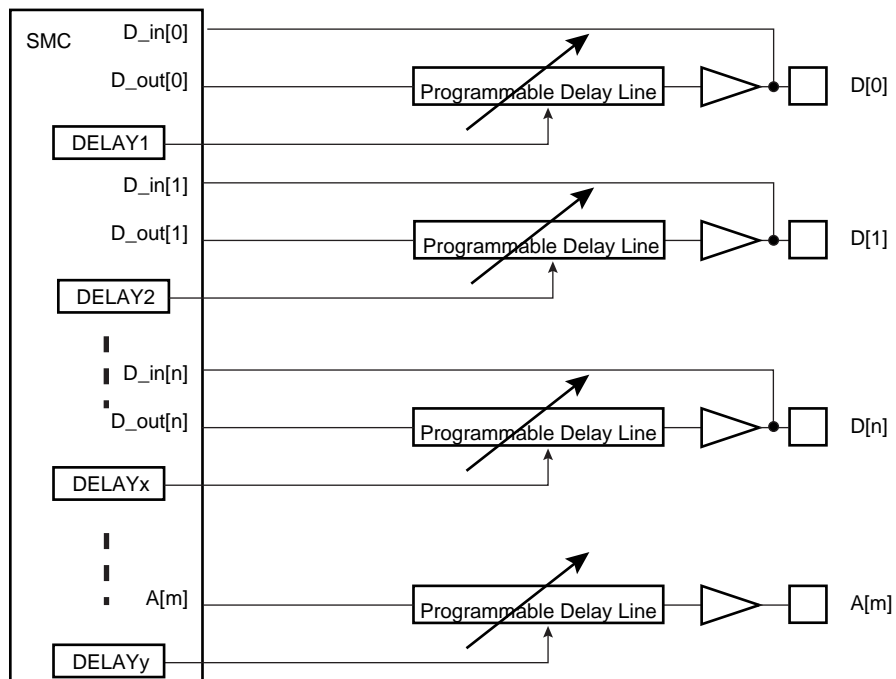 SMC
D_in[0]
D_out[0]
Programmable Delay Line
D[0]
DELAY1
D_in[1]
D_out[1]
Programmable Delay Line
D[1]
DELAY2
D_in[n]
D_out[n]
Programmable Delay Line
D[n]
DELAYx
A[m]
Programmable Delay Line
A[m]
DELAYy